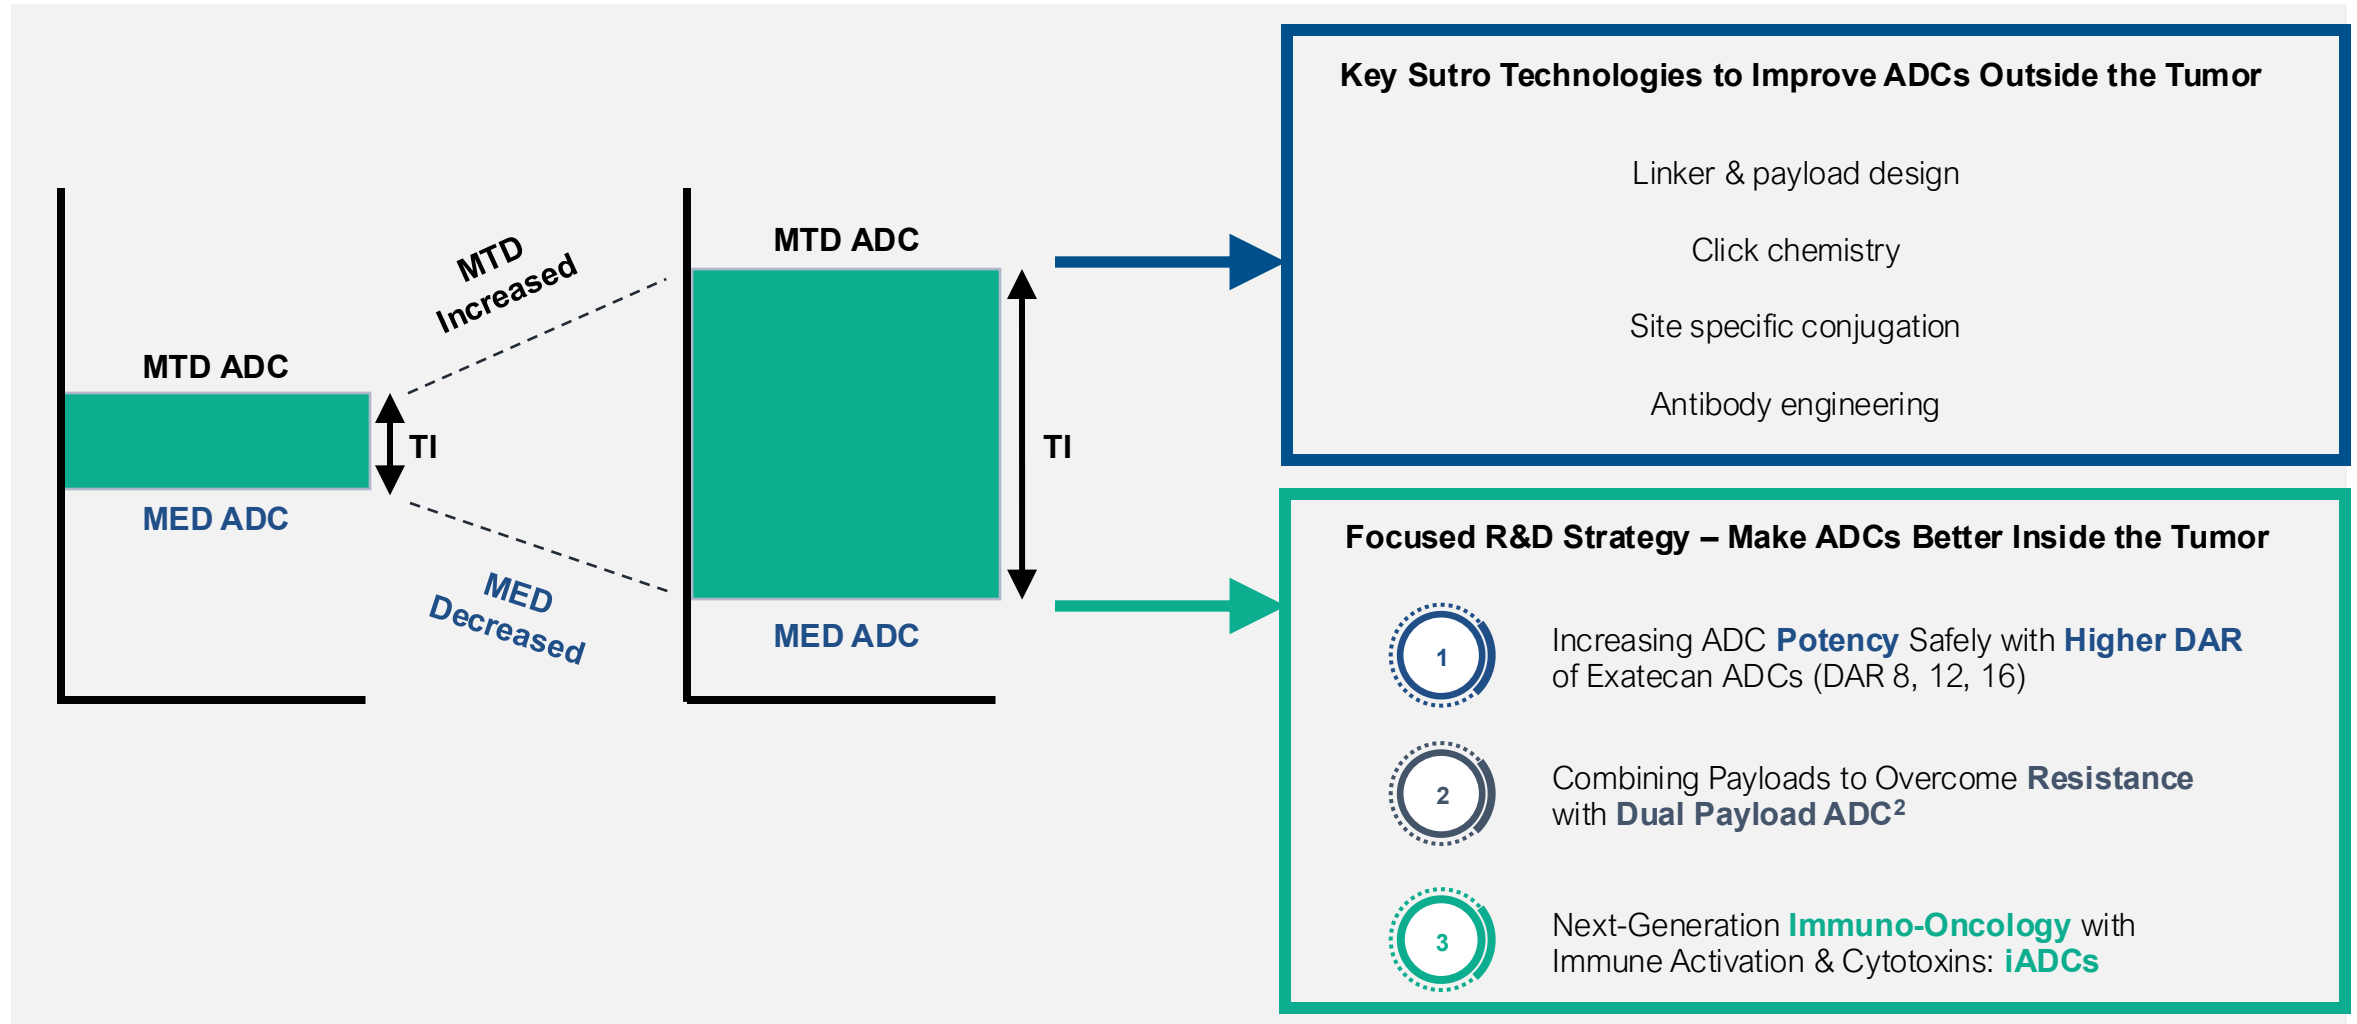 MTD ADC
TI
MED ADC
MTD
Increased
MED
Decreased
MTD ADC
TI
MED ADC
Key Sutro Technologies to Improve ADCs Outside the Tumor
Linker & payload design
Click chemistry
Site specific conjugation
Antibody engineering
Focused R&D Strategy – Make ADCs Better Inside the Tumor
1
Increasing ADC Potency Safely with Higher DAR
of Exatecan ADCs (DAR 8, 12, 16)
2
Combining Payloads to Overcome Resistance
with Dual Payload ADC²
3
Next-Generation Immuno-Oncology with
Immune Activation & Cytotoxins: iADCs